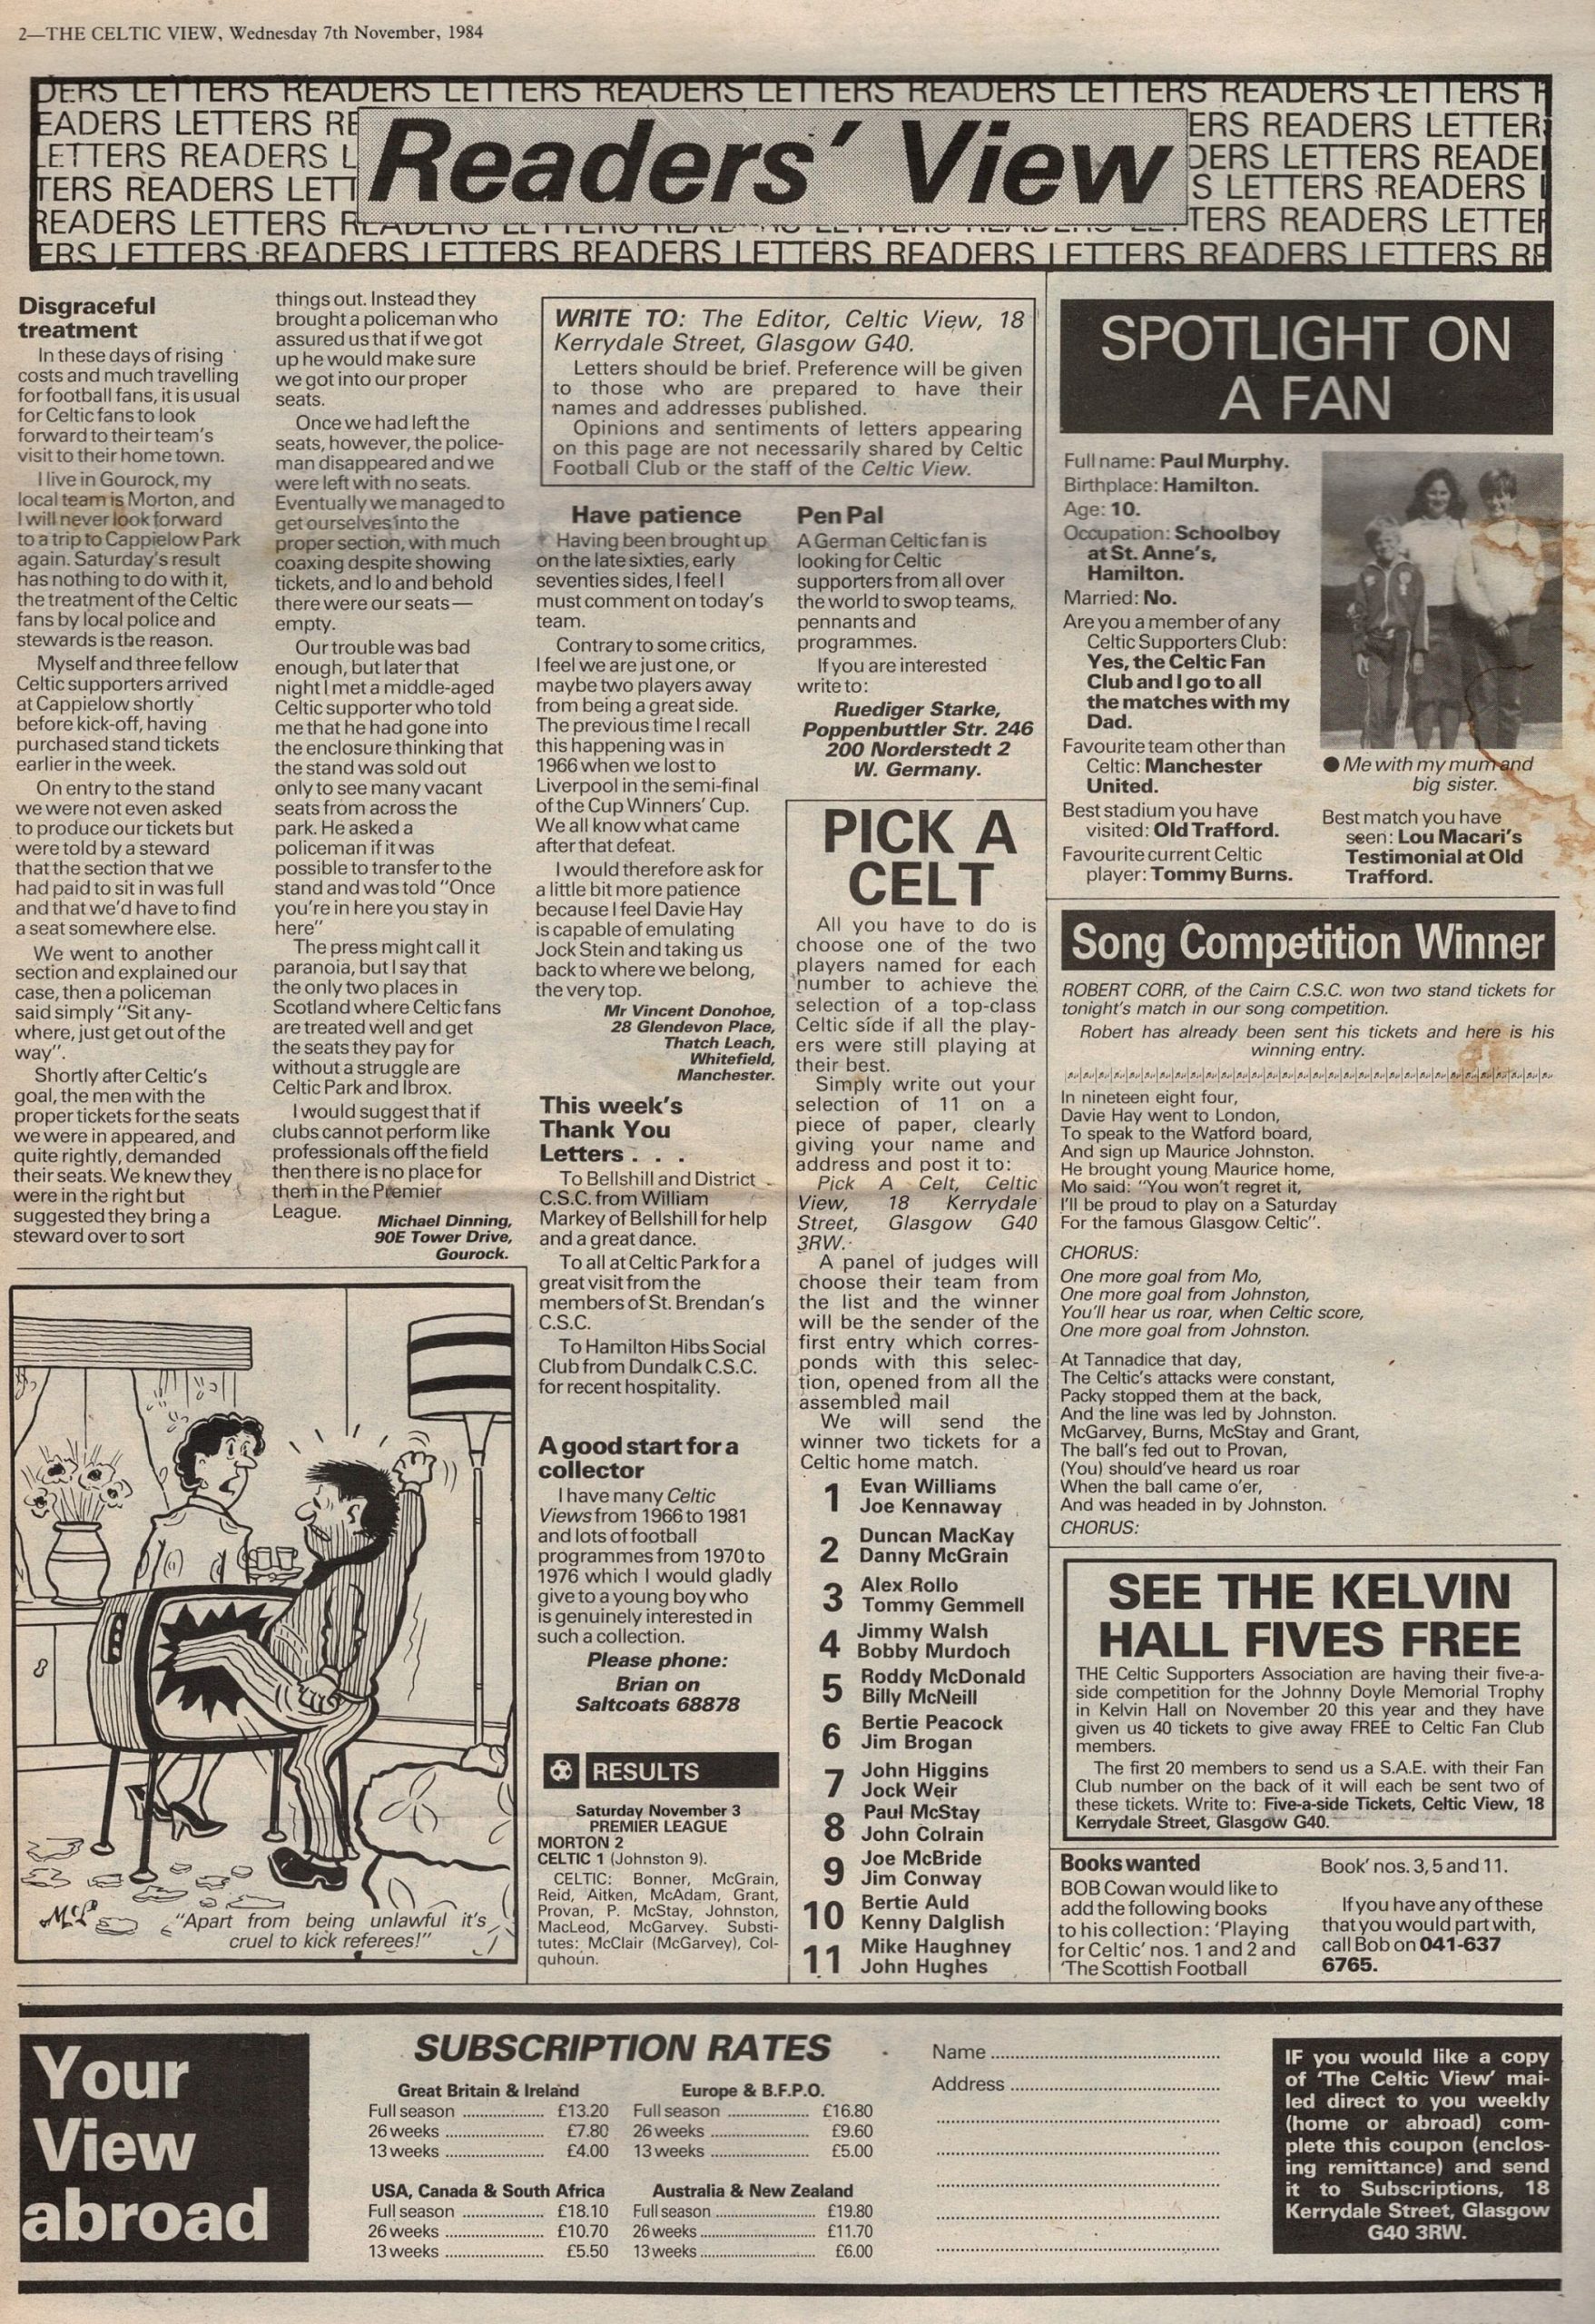 2—THE CELTIC VIEW, Wednesday 7th November, 1984
DERS LETTERS READERS LETTERS READERS LETTERS READERS LETTERS READERS LETTERS R
EADERS LETTERS RE
ERS READERS LETTER
LETTERS READERS L
DERS LETTERS READE
TERS READERS LETT
S LETTERS READERS L
READERS LETTERS READERS LETTERS READ
TERS READERS LETTER
ERS LETTERS READERS LETTERS READERS LETTERS READERS LETTERS READERS LETTERS RE
Readers' View
Disgraceful
treatment
In these days of rising
costs and much travelling
for football fans, it is usual
for Celtic fans to look
forward to their team's
visit to their home town.
I live in Gourock, my
local team is Morton, and
I will never look forward
to a trip to Cappielow Park
again. Saturday's result
has nothing to do with it,
the treatment of the Celtic
fans by local police and
stewards is the reason.
Myself and three fellow
Celtic supporters arrived
at Cappielow shortly
before kick-off, having
purchased stand tickets
earlier in the week.
On entry to the stand
we were not even asked
to produce our tickets but
were told by a steward
that the section that we
had paid to sit in was full
and that we'd have to find
a seat somewhere else.
We went to another
section and explained our
case, then a policeman
said simply "Sit any-
where, just get out of the
way".
Shortly after Celtic's
goal, the men with the
proper tickets for the seats
we were in appeared, and
quite rightly, demanded
their seats. We knew they
were in the right but
suggested they bring a
steward over to sort
things out. Instead they
brought a policeman who
assured us that if we got
up he would make sure
we got into our proper
seats.
Once we had left the
seats, however, the police-
man disappeared and we
were left with no seats.
Eventually we managed to
get ourselves into the
proper section, with much
coaxing despite showing
tickets, and lo and behold
there were our seats —
empty.
Our trouble was bad
enough, but later that
night I met a middle-aged
Celtic supporter who told
me that he had gone into
the enclosure thinking that
the stand was sold out
only to see many vacant
seats from across the
park. He asked a
policeman if it was
possible to transfer to the
stand and was told "Once
you're in here you stay in
here"
The press might call it
paranoia, but I say that
the only two places in
Scotland where Celtic fans
are treated well and get
the seats they pay for
without a struggle are
Celtic Park and Ibrox.
I would suggest that if
clubs cannot perform like
professionals off the field
then there is no place for
them in the Premier
League.
Michael Dinning,
90E Tower Drive,
Gourock.
McL
"Apart from being unlawful it's
cruel to kick referees!"
WRITE TO: The Editor, Celtic View, 18
Kerrydale Street, Glasgow G40.
Letters should be brief. Preference will be given
to those who are prepared to have their
names and addresses published.
Opinions and sentiments of letters appearing
on this page are not necessarily shared by Celtic
Football Club or the staff of the Celtic View.
Have patience
Having been brought up
on the late sixties, early
seventies sides, I feel I
must comment on today's
team.
Contrary to some critics,
I feel we are just one, or
maybe two players away
from being a great side.
The previous time I recall
this happening was in
1966 when we lost to
Liverpool in the semi-final
of the Cup Winners' Cup.
We all know what came
after that defeat.
I would therefore ask for
a little bit more patience
because I feel Davie Hay
is capable of emulating
Jock Stein and taking us
back to where we belong,
the very top.
Mr Vincent Donohoe,
28 Glendevon Place,
Thatch Leach,
Whitefield,
Manchester.
This week's
Thank You
Letters . . .
To Bellshill and District
C.S.C. from William
Markey of Bellshill for help
and a great dance.
To all at Celtic Park for a
great visit from the
members of St. Brendan's
C.S.C.
To Hamilton Hibs Social
Club from Dundalk C.S.C.
for recent hospitality.
A good start for a
collector
I have many Celtic
Views from 1966 to 1981
and lots of football
programmes from 1970 to
1976 which I would gladly
give to a young boy who
is genuinely interested in
such a collection.
Please phone:
Brian on
Saltcoats 68878
RESULTS
Saturday November 3
PREMIER LEAGUE
MORTON 2
CELTIC 1 (Johnston 9).
CELTIC: Bonner, McGrain,
Reid, Aitken, McAdam, Grant,
Provan, P. McStay, Johnston,
MacLeod, McGarvey. Substi-
tutes: McClair (McGarvey), Col-
quhoun.
Pen Pal
A German Celtic fan is
looking for Celtic
supporters from all over
the world to swop teams,
pennants and
programmes.
If you are interested
write to:
Ruediger Starke,
Poppenbuttler Str. 246
200 Norderstedt 2
W. Germany.
PICK A
CELT
All you have to do is
choose one of the two
players named for each
number to achieve the
selection of a top-class
Celtic side if all the play-
ers were still playing at
their best.
Simply write out your
selection of 11 on a
piece of paper, clearly
giving your name and
address and post it to:
Pick A Celt, Celtic
View, 18 Kerrydale
Street, Glasgow G40
3RW.
A panel of judges will
choose their team from
the list and the winner
will be the sender of the
first entry which corres-
ponds with this selec-
tion, opened from all the
assembled mail
We will send the
winner two tickets for a
Celtic home match.
1 Evan Williams
Joe Kennaway
2 Duncan MacKay
Danny McGrain
3 Alex Rollo
Tommy Gemmell
4 Jimmy Walsh
Bobby Murdoch
5 Roddy McDonald
Billy McNeill
6 Bertie Peacock
Jim Brogan
7 John Higgins
Jock Weir
8 Paul McStay
John Colrain
9 Joe McBride
Jim Conway
10 Bertie Auld
Kenny Dalglish
11 Mike Haughney
John Hughes
SPOTLIGHT ON
A FAN
Full name: Paul Murphy.
Birthplace: Hamilton.
Age: 10.
Occupation: Schoolboy
at St. Anne's,
Hamilton.
Married: No.
Are you a member of any
Celtic Supporters Club:
Yes, the Celtic Fan
Club and I go to all
the matches with my
Dad.
Favourite team other than
Celtic: Manchester
United.
Best stadium you have
visited: Old Trafford.
Favourite current Celtic
player: Tommy Burns.
● Me with my mum and
big sister.
Best match you have
seen: Lou Macari's
Testimonial at Old
Trafford.
Song Competition Winner
ROBERT CORR, of the Cairn C.S.C. won two stand tickets for
tonight's match in our song competition.
Robert has already been sent his tickets and here is his
winning entry.
In nineteen eight four,
Davie Hay went to London,
To speak to the Watford board,
And sign up Maurice Johnston.
He brought young Maurice home,
Mo said: "You won't regret it,
I'll be proud to play on a Saturday
For the famous Glasgow Celtic".
CHORUS:
One more goal from Mo,
One more goal from Johnston,
You'll hear us roar, when Celtic score,
One more goal from Johnston.
At Tannadice that day,
The Celtic's attacks were constant,
Packy stopped them at the back,
And the line was led by Johnston.
McGarvey, Burns, McStay and Grant,
The ball's fed out to Provan,
(You) should've heard us roar
When the ball came o'er,
And was headed in by Johnston.
CHORUS:
SEE THE KELVIN
HALL FIVES FREE
THE Celtic Supporters Association are having their five-a-
side competition for the Johnny Doyle Memorial Trophy
in Kelvin Hall on November 20 this year and they have
given us 40 tickets to give away FREE to Celtic Fan Club
members.
The first 20 members to send us a S.A.E. with their Fan
Club number on the back of it will each be sent two of
these tickets. Write to: Five-a-side Tickets, Celtic View, 18
Kerrydale Street, Glasgow G40.
Books wanted
BOB Cowan would like to
add the following books
to his collection: 'Playing
for Celtic' nos. 1 and 2 and
'The Scottish Football
Book' nos. 3, 5 and 11.
If you have any of these
that you would part with,
call Bob on 041-637
6765.
Your
View
abroad
SUBSCRIPTION RATES
Great Britain & Ireland
Full season .................. £13.20
26 weeks ...................... £7.80
13 weeks ...................... £4.00
Europe & B.F.P.O.
Full season .................. £16.80
26 weeks ...................... £9.60
13 weeks ...................... £5.00
USA, Canada & South Africa
Full season .................. £18.10
26 weeks ...................... £10.70
13 weeks ...................... £5.50
Australia & New Zealand
Full season ...................... £19.80
26 weeks .......................... £11.70
13 weeks .......................... £6.00
Name ..................................................
Address ..............................................
IF you would like a copy
of 'The Celtic View' mai-
led direct to you weekly
(home or abroad) com-
plete this coupon (enclos-
ing remittance) and send
it to Subscriptions, 18
Kerrydale Street, Glasgow
G40 3RW.